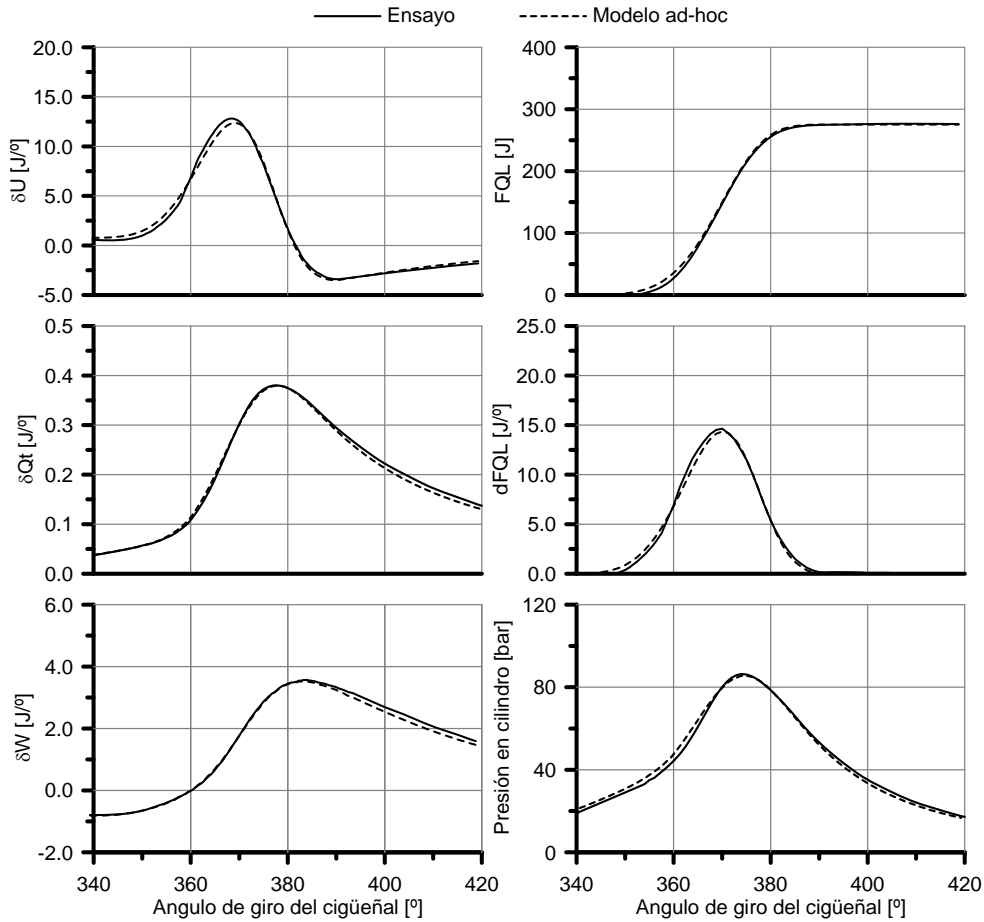 Ensayo
Modelo ad-hoc
20.0
15.0
10.0
5.0
0.0
-5.0
δU [J/º]
400
300
200
100
0
FQL [J]
0.5
0.4
0.3
0.2
0.1
0.0
δQt [J/º]
25.0
20.0
15.0
10.0
5.0
0.0
dFQL [J/º]
6.0
4.0
2.0
0.0
-2.0
δW [J/º]
340 360 380 400 420
Angulo de giro del cigüeñal [º]
120
80
40
0
Presión en cilindro [bar]
340 360 380 400 420
Angulo de giro del cigüeñal [º]